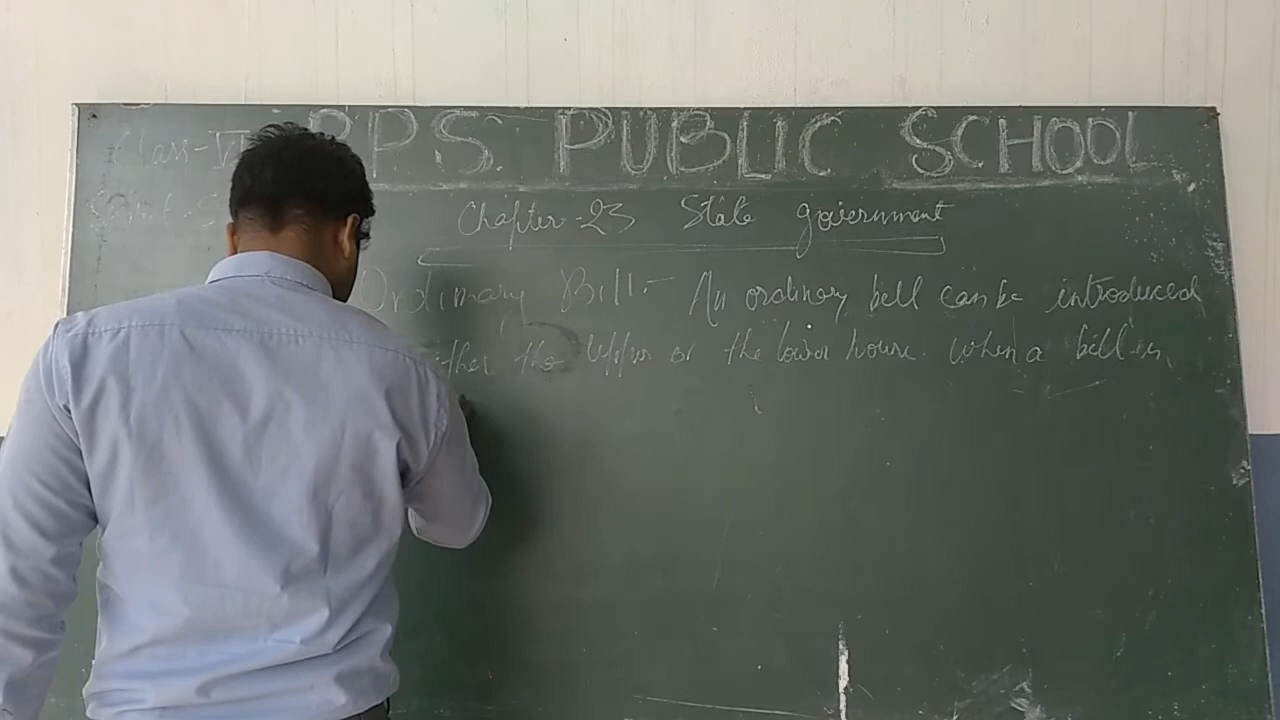 Class-VI
P.P.S. PUBLIC SCHOOL
Chapter-23 State government
Ordinary Bill:- An ordinary bill can be introduced
the Upper or the lower house. when a bill is